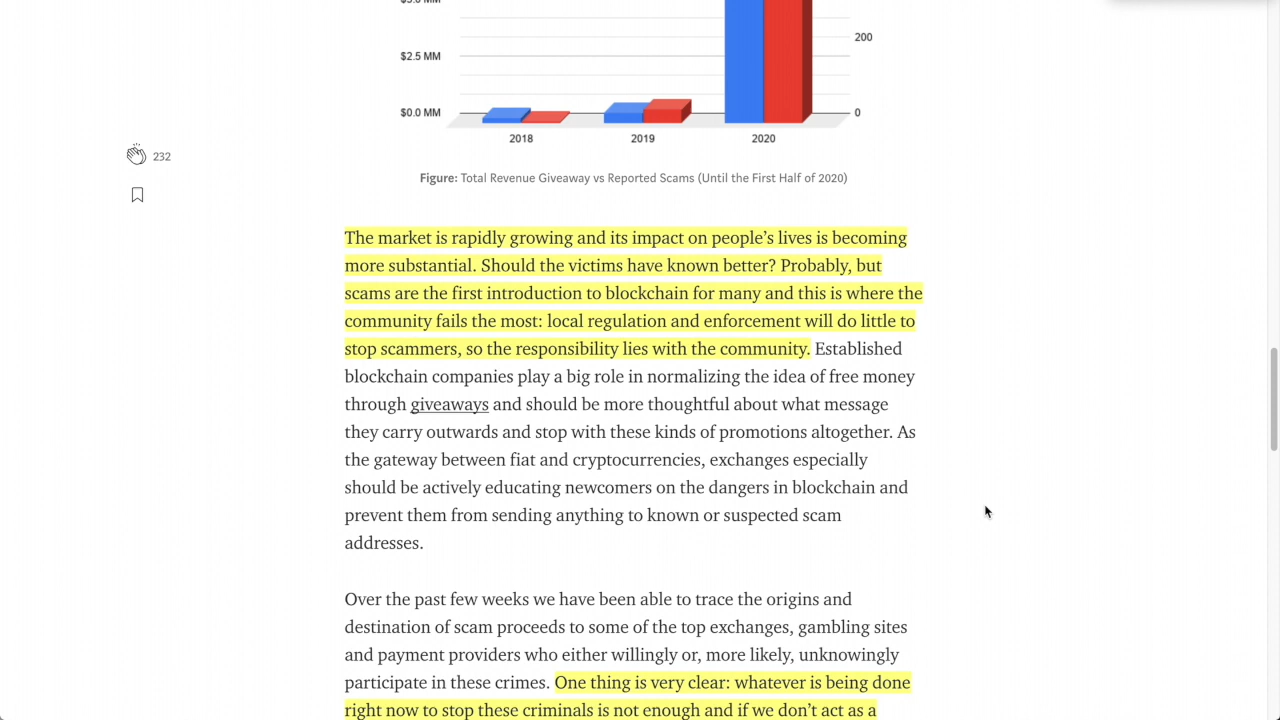 $2.5 MM
200
$0.0 MM
0
2018 2019 2020
232
Figure: Total Revenue Giveaway vs Reported Scams (Until the First Half of 2020)
The market is rapidly growing and its impact on people’s lives is becoming
more substantial. Should the victims have known better? Probably, but
scams are the first introduction to blockchain for many and this is where the
community fails the most: local regulation and enforcement will do little to
stop scammers, so the responsibility lies with the community. Established
blockchain companies play a big role in normalizing the idea of free money
through giveaways and should be more thoughtful about what message
they carry outwards and stop with these kinds of promotions altogether. As
the gateway between fiat and cryptocurrencies, exchanges especially
should be actively educating newcomers on the dangers in blockchain and
prevent them from sending anything to known or suspected scam
addresses.
Over the past few weeks we have been able to trace the origins and
destination of scam proceeds to some of the top exchanges, gambling sites
and payment providers who either willingly or, more likely, unknowingly
participate in these crimes. One thing is very clear: whatever is being done
right now to stop these criminals is not enough and if we don’t act as a